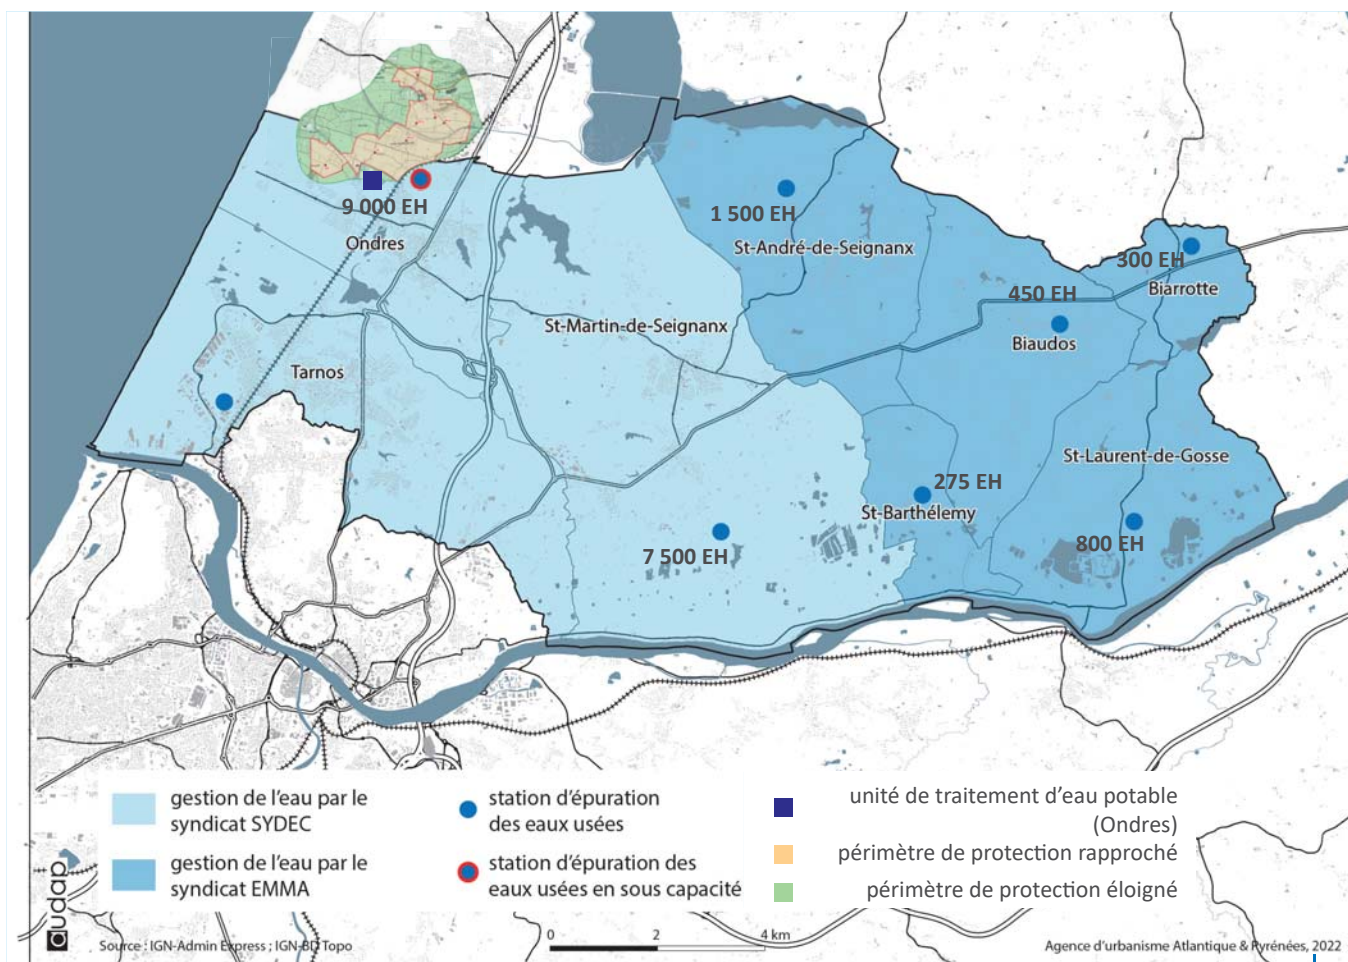 9 000 EH
Ondres
1 500 EH
St-André-de-Seignanx
300 EH
Biarrotte
450 EH
Biaudos
St-Martin-de-Seignanx
Tarnos
St-Laurent-de-Gosse
275 EH
St-Barthélemy
7 500 EH
800 EH
gestion de l'eau par le
syndicat SYDEC
gestion de l'eau par le
syndicat EMMA
station d'épuration
des eaux usées
station d'épuration des
eaux usées en sous capacité
unité de traitement d'eau potable
(Ondres)
périmètre de protection rapproché
périmètre de protection éloigné
audap
Source : IGN-Admin Express ; IGN-BD Topo
0 2 4 km
Agence d'urbanisme Atlantique & Pyrénées, 2022